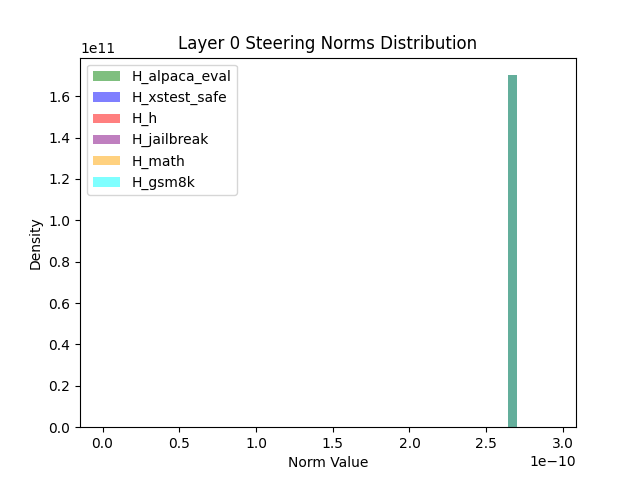 Layer 0 Steering Norms Distribution
1e11
H_alpaca_eval
H_xstest_safe
H_h
H_jailbreak
H_math
H_gsm8k
1.6
1.4
1.2
1.0
0.8
0.6
0.4
0.2
0.0
Density
0.0 0.5 1.0 1.5 2.0 2.5 3.0
1e−10
Norm Value